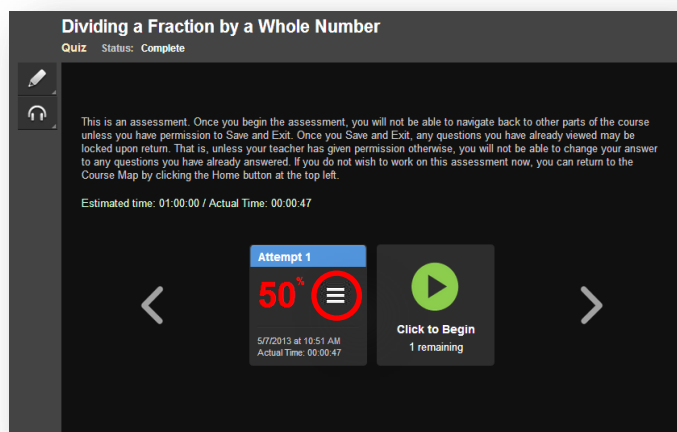 Dividing a Fraction by a Whole Number
Quiz Status: Complete
This is an assessment. Once you begin the assessment, you will not be able to navigate back to other parts of the course
unless you have permission to Save and Exit. Once you Save and Exit, any questions you have already viewed may be
locked upon return. That is, unless your teacher has given permission otherwise, you will not be able to change your answer
to any questions you have already answered. If you do not wish to work on this assessment now, you can return to the
Course Map by clicking the Home button at the top left.
Estimated time: 01:00:00 / Actual Time: 00:00:47
Attempt 1
50%
5/7/2013 at 10:51 AM
Actual Time: 00:00:47
Click to Begin
1 remaining